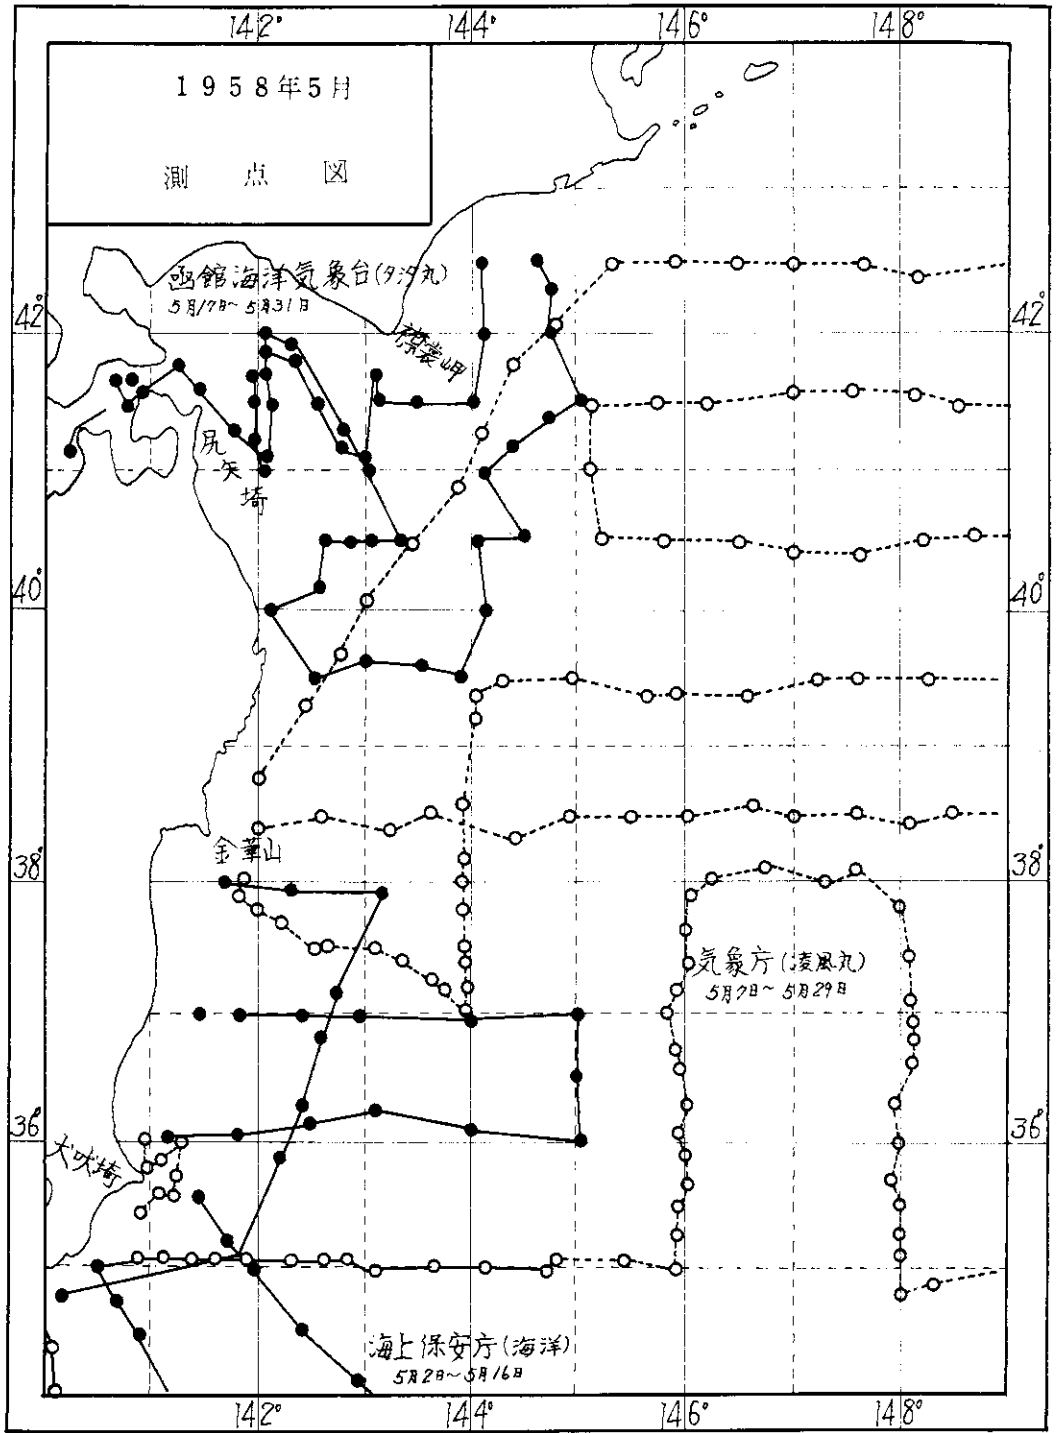 142° 144° 146° 148°
1958年5月
測 点 図
函館海洋気象台(夕汐丸)
5月17日～5月31日
42° 42°
襟裳岬
尻
矢
埼
40° 40°
金華山
38° 38°
気象庁(凌風丸)
5月7日～5月29日
36° 36°
犬吠埼
海上保安庁(海洋)
5月2日～5月16日
142° 144° 146° 148°